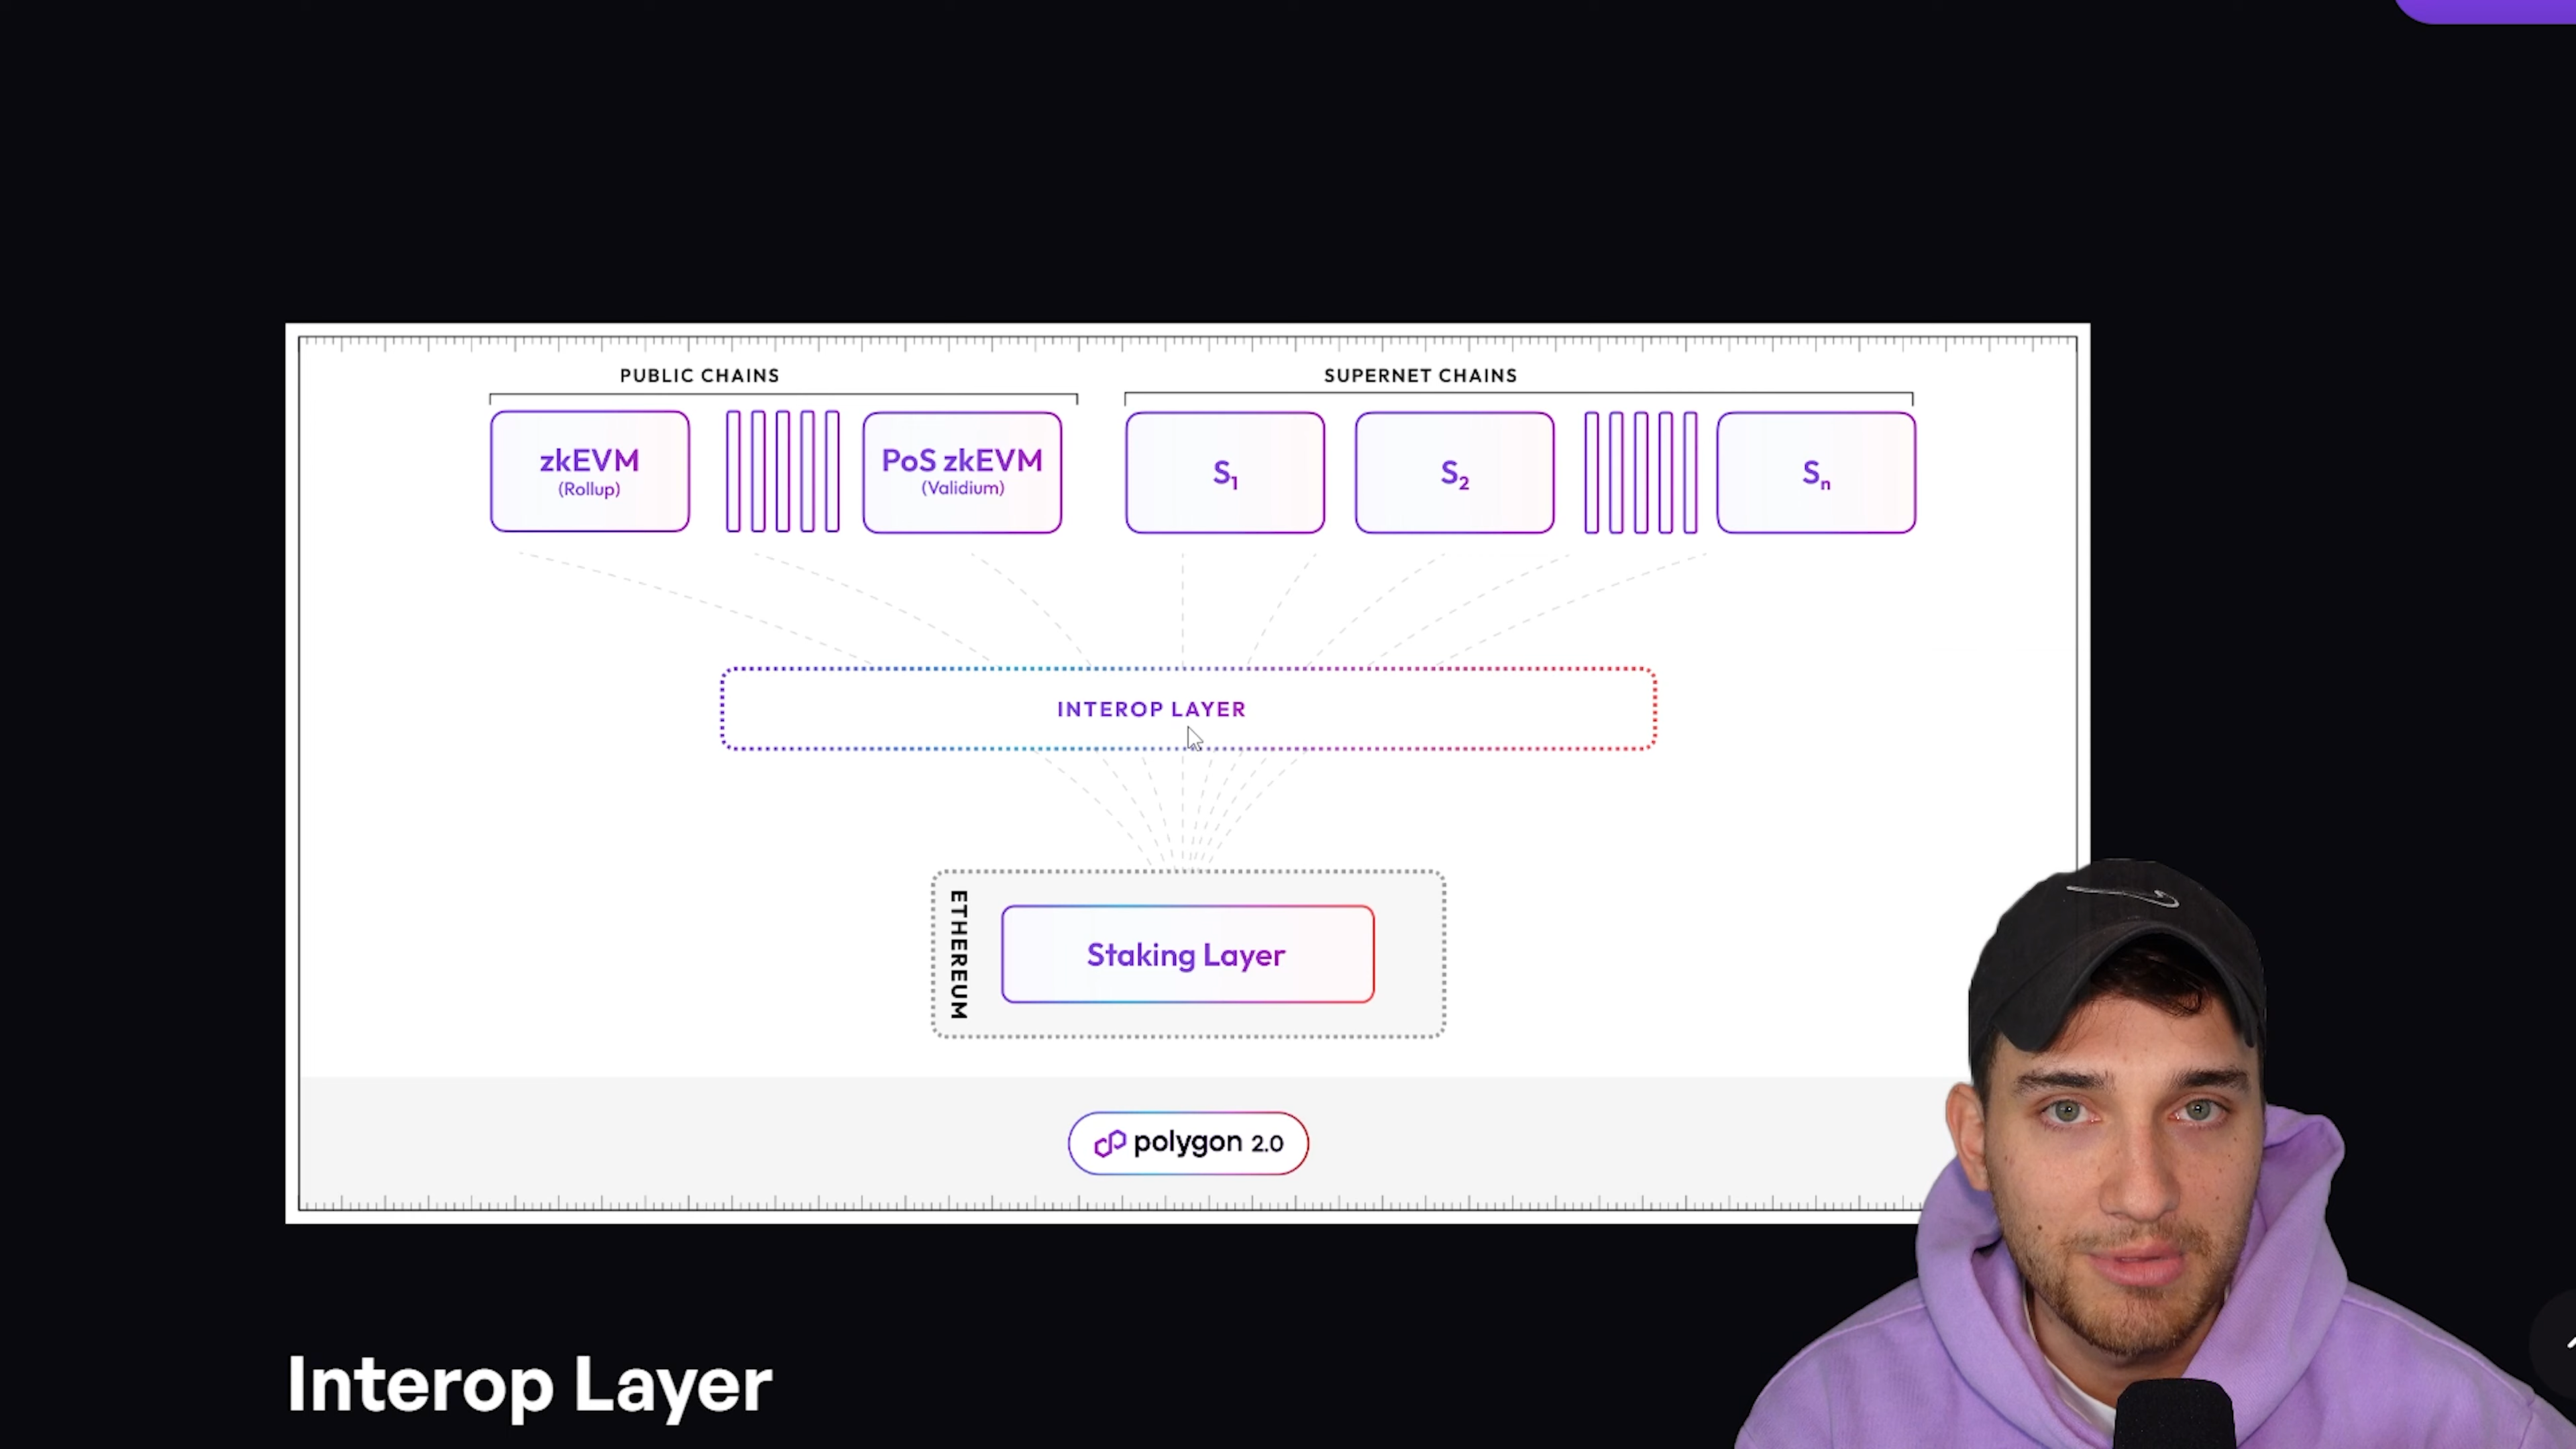 PUBLIC CHAINS
SUPERNET CHAINS
zkEVM
(Rollup)
PoS zkEVM
(Validium)
S1
S2
Sn
INTEROP LAYER
ETHEREUM
Staking Layer
polygon 2.0
Interop Layer